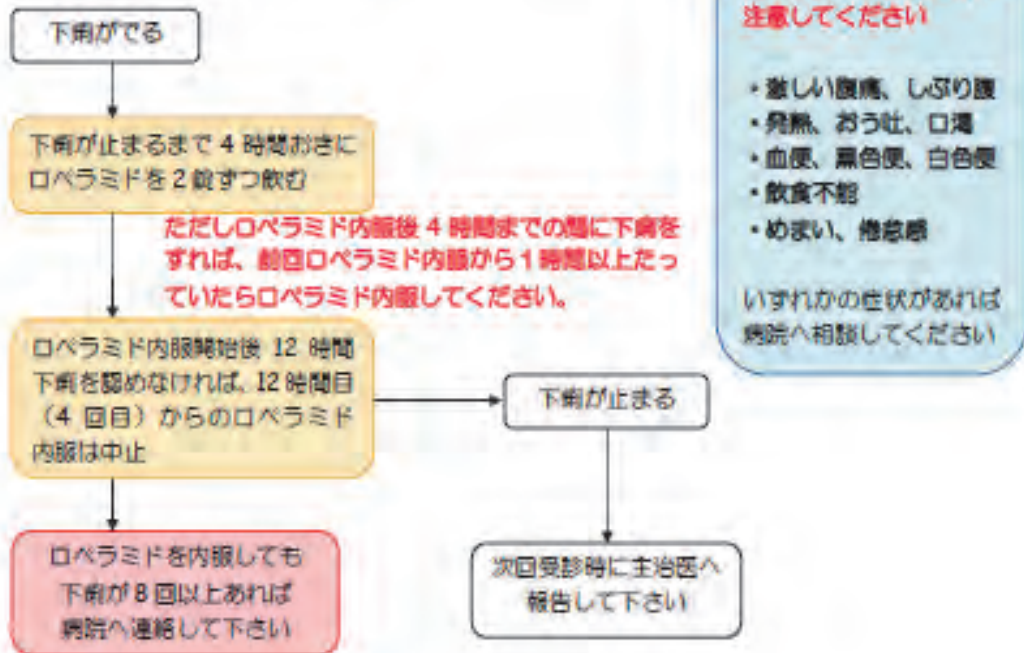 下痢がでる
下痢が止まるまで 4 時間おきに
ロペラミドを 2 錠ずつ飲む
ただしロペラミド内服後 4 時間までの間に下痢を
すれば、前回ロペラミド内服から 1 時間以上たっ
ていたらロペラミド内服してください。
ロペラミド内服開始後 12 時間
下痢を認めなければ、12 時間目
（4 回目）からのロペラミド
内服は中止
下痢が止まる
ロペラミドを内服しても
下痢が 8 回以上あれば
病院へ連絡して下さい
次回受診時に主治医へ
報告して下さい
注意してください
・激しい腹痛、しぶり腹
・発熱、おう吐、口渇
・血便、黒色便、白色便
・飲食不能
・めまい、倦怠感
いずれかの症状があれば
病院へ相談してください